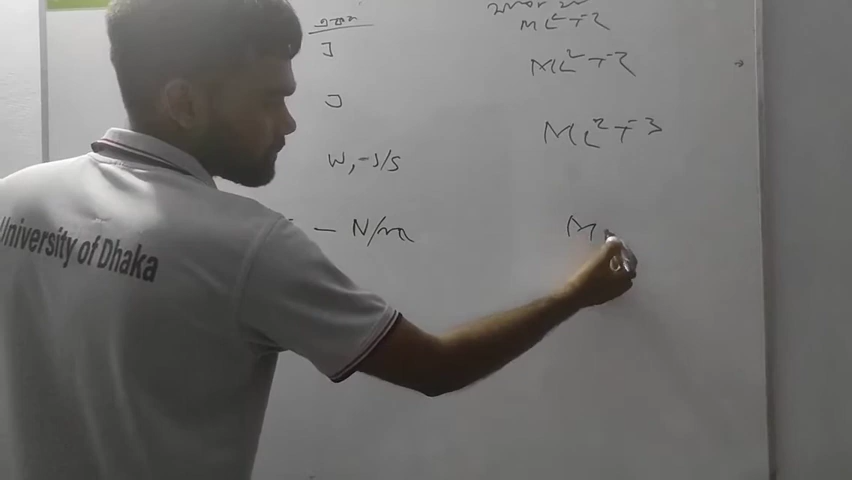 একক
J
J
W, -J/S
- N/m
ML²T-2
ML²T-2
ML²T-3
M
University of Dhaka